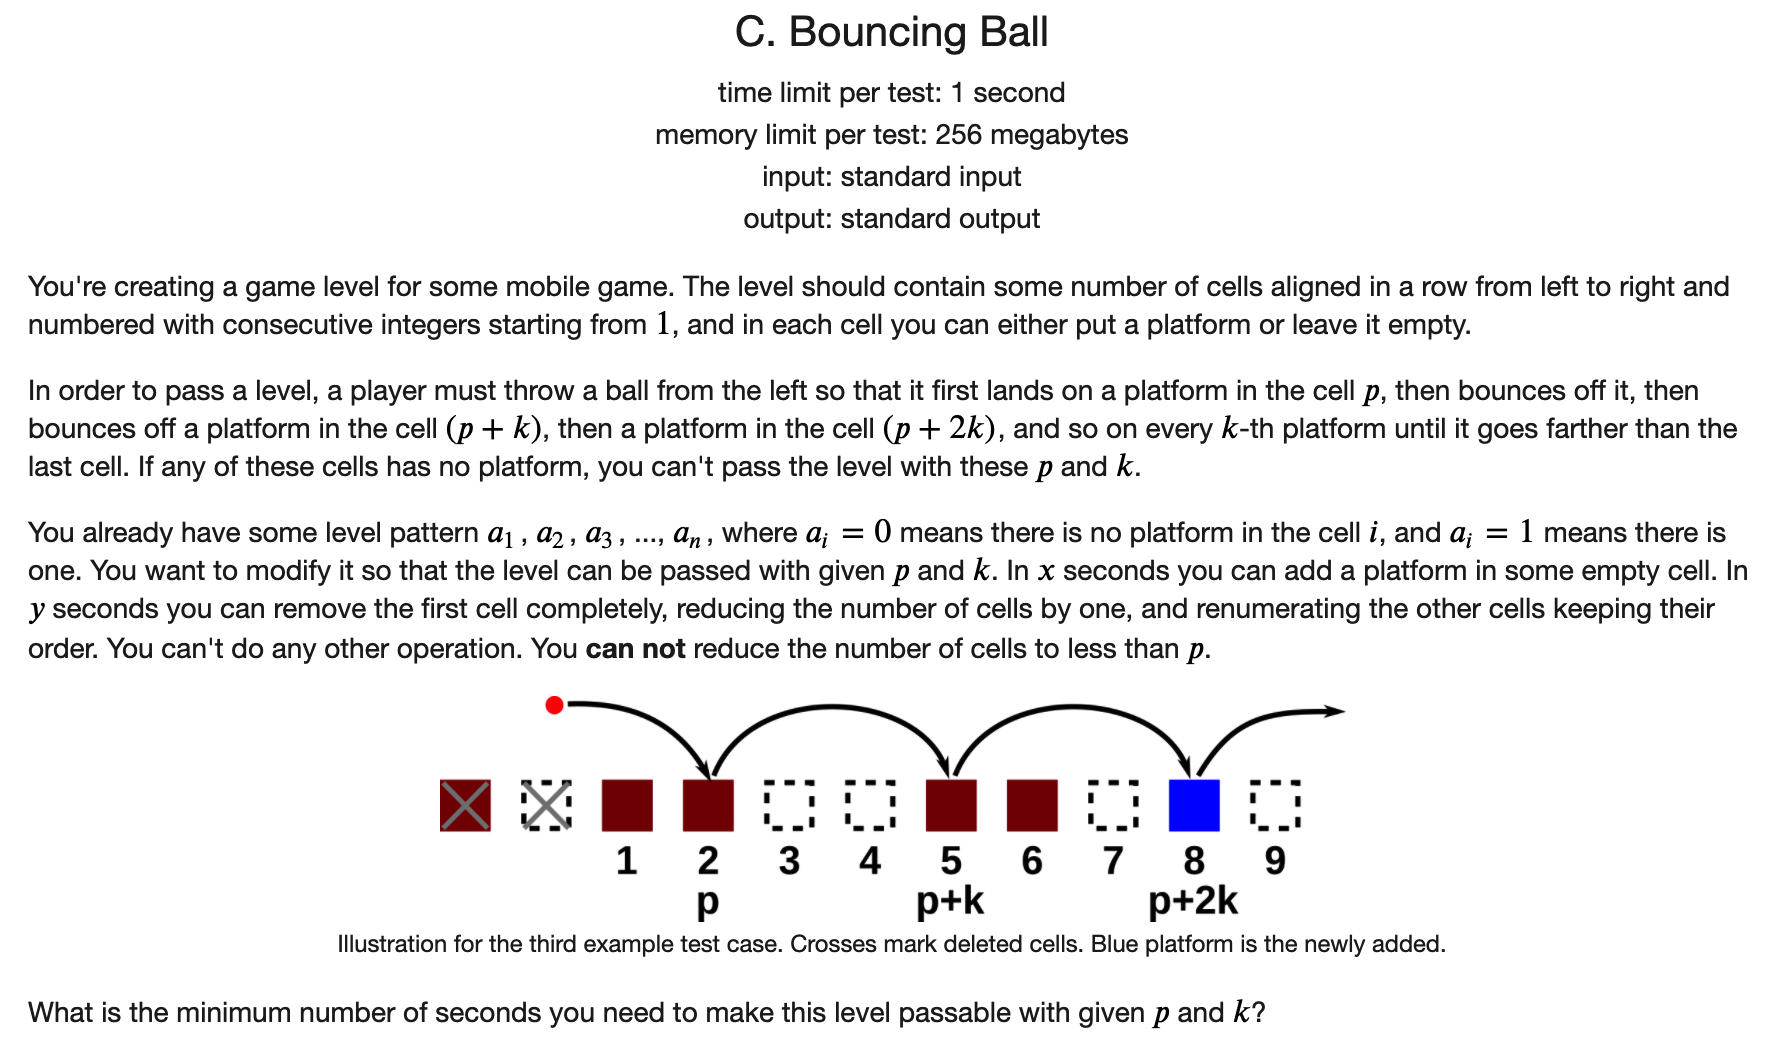 C. Bouncing Ball
time limit per test: 1 second
memory limit per test: 256 megabytes
input: standard input
output: standard output
You're creating a game level for some mobile game. The level should contain some number of cells aligned in a row from left to right and
numbered with consecutive integers starting from 1, and in each cell you can either put a platform or leave it empty.
In order to pass a level, a player must throw a ball from the left so that it first lands on a platform in the cell p, then bounces off it, then
bounces off a platform in the cell (p + k), then a platform in the cell (p + 2k), and so on every k-th platform until it goes farther than the
last cell. If any of these cells has no platform, you can't pass the level with these p and k.
You already have some level pattern a₁, a₂, a₃, ..., aₙ, where aᵢ = 0 means there is no platform in the cell i, and aᵢ = 1 means there is
one. You want to modify it so that the level can be passed with given p and k. In x seconds you can add a platform in some empty cell. In
y seconds you can remove the first cell completely, reducing the number of cells by one, and renumerating the other cells keeping their
order. You can't do any other operation. You can not reduce the number of cells to less than p.
1 2 3 4 5 6 7 8 9
p p+k p+2k
Illustration for the third example test case. Crosses mark deleted cells. Blue platform is the newly added.
What is the minimum number of seconds you need to make this level passable with given p and k?